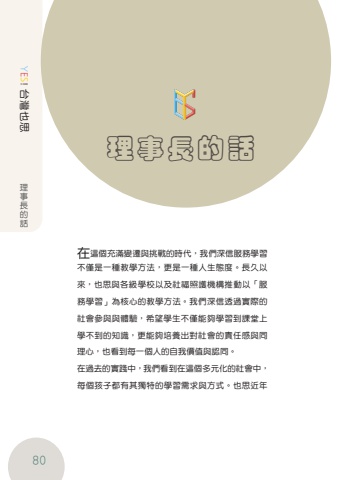 YES! 台灣也思
理事長的話
理事長的話
在這個充滿變遷與挑戰的時代，我們深信服務學習
不僅是一種教學方法，更是一種人生態度。長久以
來，也思與各級學校以及社福照護機構推動以「服
務學習」為核心的教學方法。我們深信透過實際的
社會參與與體驗，希望學生不僅能夠學習到課堂上
學不到的知識，更能夠培養出對社會的責任感與同
理心，也看到每一個人的自我價值與認同。
在過去的實踐中，我們看到在這個多元化的社會中，
每個孩子都有其獨特的學習需求與方式。也思近年
80